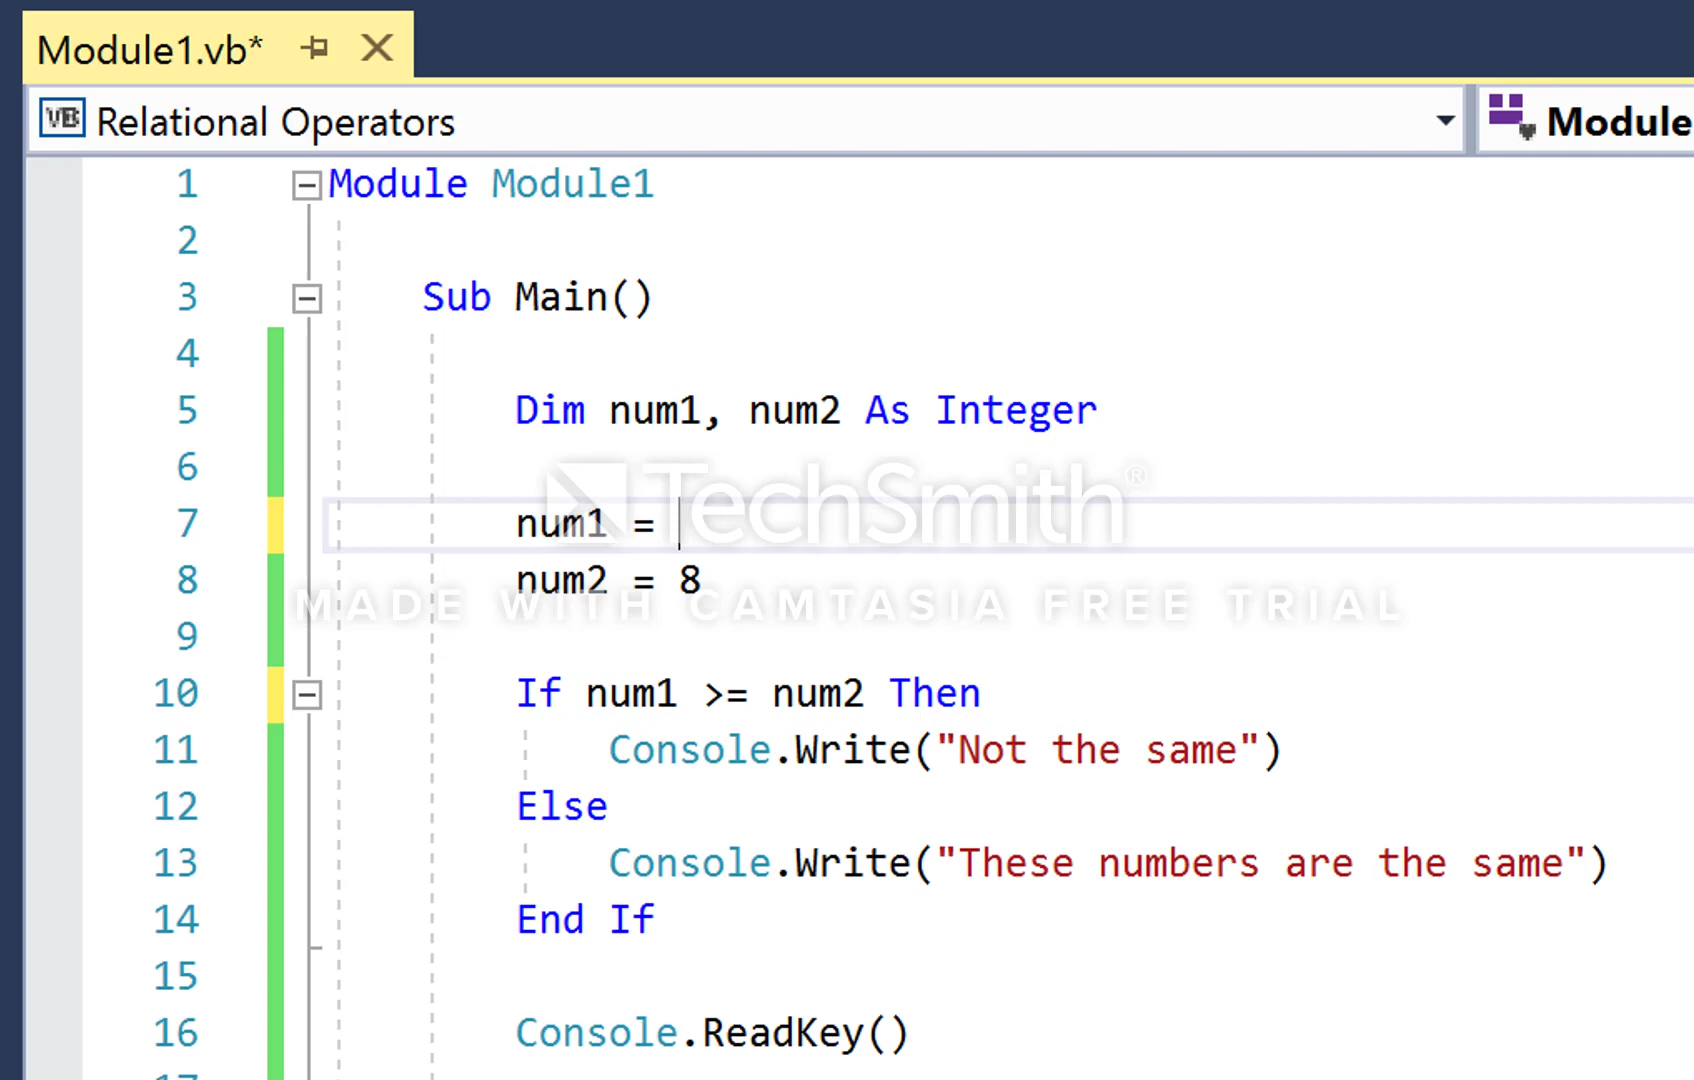 Module1.vb*
VB Relational Operators
Module
1 Module Module1
2
3 Sub Main()
4
5 Dim num1, num2 As Integer
6
TechSmith®
7 num1 =
8 num2 = 8
MADE WITH CAMTASIA FREE TRIAL
9
10 If num1 >= num2 Then
11 Console.Write("Not the same")
12 Else
13 Console.Write("These numbers are the same")
14 End If
15
16 Console.ReadKey()
17